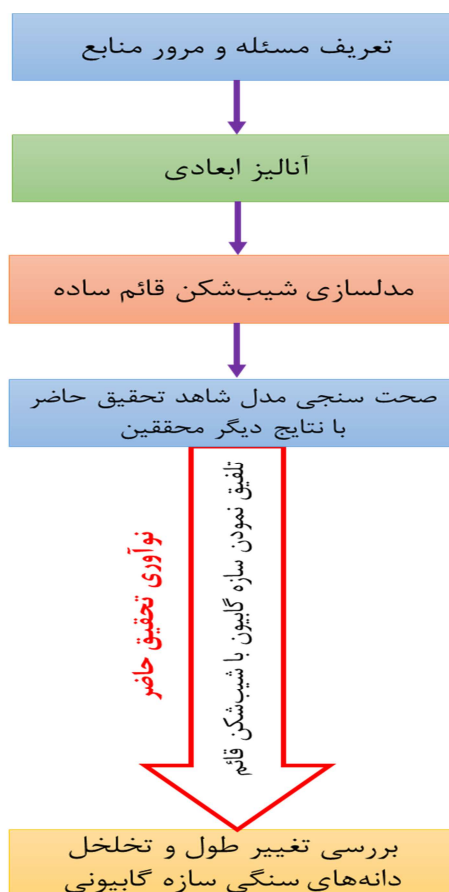 تعریف مسئله و مرور منابع
آنالیز ابعادی
مدلسازی شیب‌شکن قائم ساده
صحت سنجی مدل شاهد تحقیق حاضر
با نتایج دیگر محققین
نوآوری تحقیق حاضر
تلفیق نمودن سازه گابیون با شیب‌شکن قائم
بررسی تغییر طول و تخلخل
دانه‌های سنگی سازه گابیونی